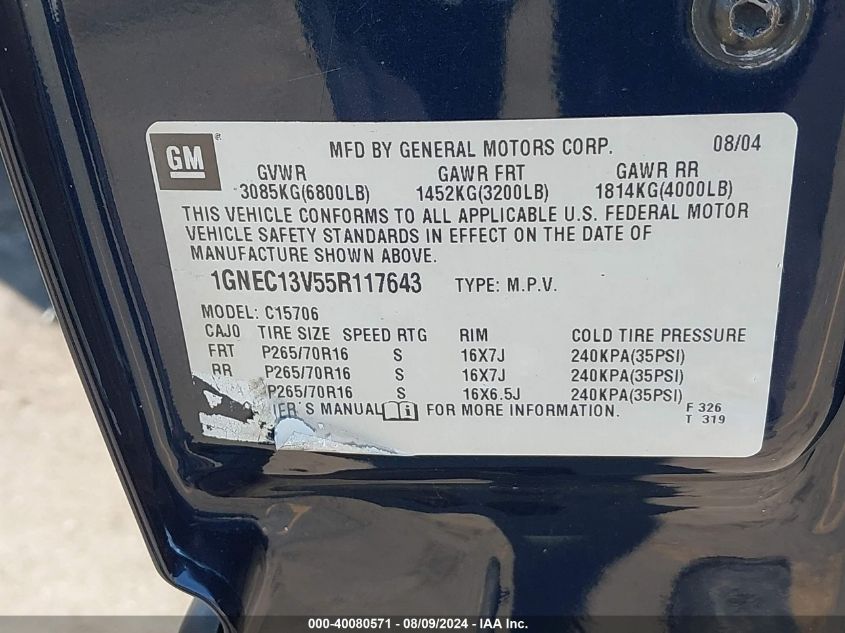 GM ® MFD BY GENERAL MOTORS CORP. 08/04
GVWR GAWR FRT GAWR RR
3085KG(6800LB) 1452KG(3200LB) 1814KG(4000LB)
THIS VEHICLE CONFORMS TO ALL APPLICABLE U.S. FEDERAL MOTOR
VEHICLE SAFETY STANDARDS IN EFFECT ON THE DATE OF
MANUFACTURE SHOWN ABOVE.
1GNEC13V55R117643 TYPE: M.P.V.
MODEL: C15706
CAJO TIRE SIZE SPEED RTG RIM COLD TIRE PRESSURE
FRT P265/70R16 S 16X7J 240KPA(35PSI)
RR P265/70R16 S 16X7J 240KPA(35PSI)
P265/70R16 S 16X6.5J 240KPA(35PSI)
ER'S MANUAL FOR MORE INFORMATION. F 326
T 319
000-40080571 - 08/09/2024 - IAA Inc.